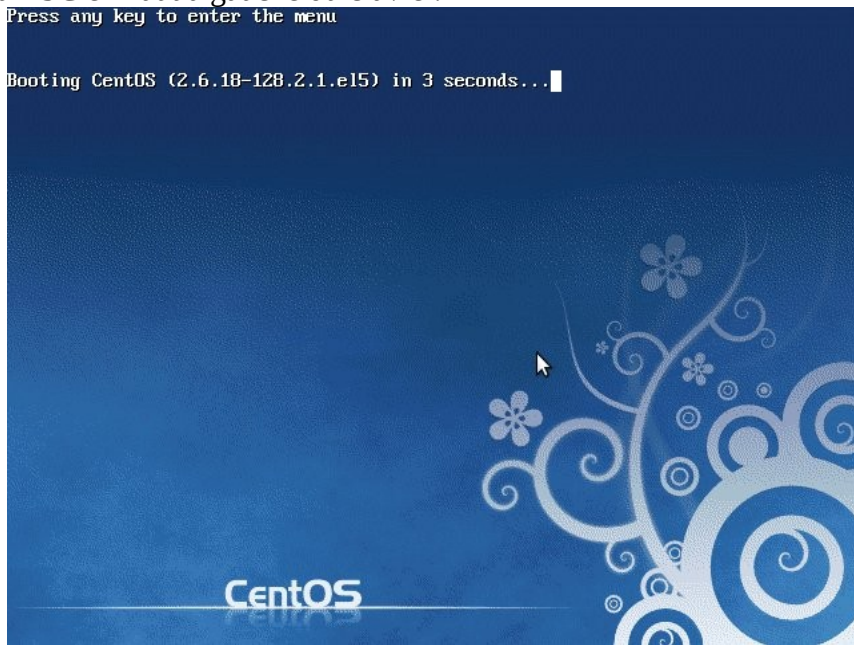 Press any key to enter the menu
Booting CentOS (2.6.18-128.2.1.el5) in 3 seconds...
CentOS